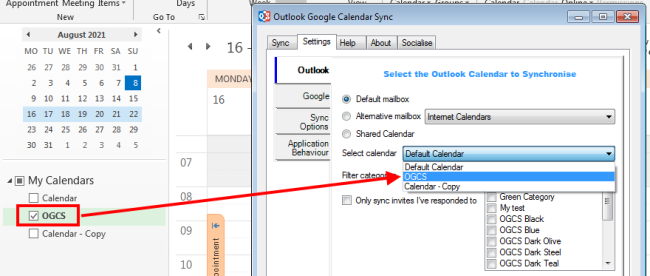 Appointment Meeting Items
New
Go To
Days
August 2021
MO TU WE TH FR SA SU
26 27 28 29 30 31 1
2 3 4 5 6 7 8
9 10 11 12 13 14 15
16 17 18 19 20 21 22
23 24 25 26 27 28 29
30 31 1 2 3 4 5
My Calendars
Calendar
OGCS
Calendar - Copy
16 -
MONDAY
16
07
08
09
10
Outlook Google Calendar Sync
Sync Settings Help About Socialise
Outlook
Google
Sync
Options
Application
Behaviour
Select the Outlook Calendar to Synchronise
Default mailbox
Alternative mailbox Internet Calendars
Shared Calendar
Select calendar Default Calendar
Default Calendar
OGCS
Calendar - Copy
Only sync invites I've responded to
Green Category
My test
OGCS Black
OGCS Blue
OGCS Dark Olive
OGCS Dark Steel
OGCS Dark Teal